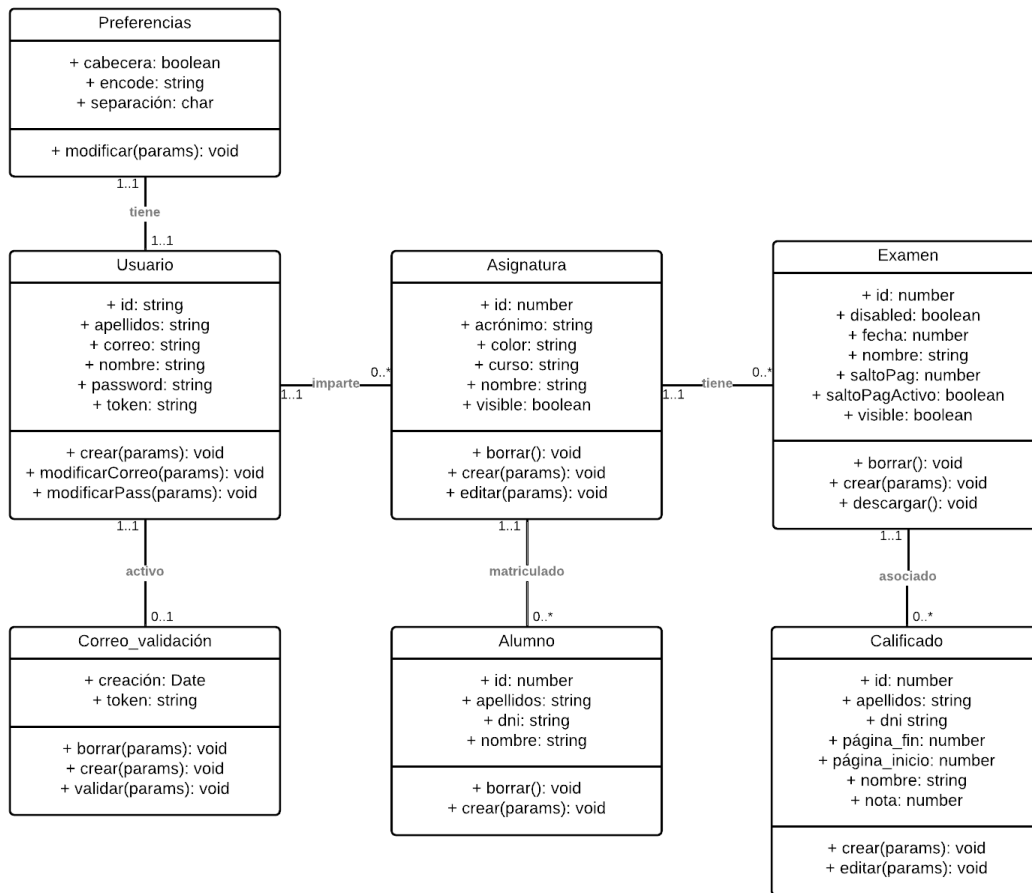 Preferencias
+ cabecera: boolean
+ encode: string
+ separación: char
+ modificar(params): void
1..1
tiene
1..1
Usuario
+ id: string
+ apellidos: string
+ correo: string
+ nombre: string
+ password: string
+ token: string
+ crear(params): void
+ modificarCorreo(params): void
+ modificarPass(params): void
1..1
imparte
0..*
Asignatura
+ id: number
+ acrónimo: string
+ color: string
+ curso: string
+ nombre: string
+ visible: boolean
+ borrar(): void
+ crear(params): void
+ editar(params): void
1..1
tiene
0..*
Examen
+ id: number
+ disabled: boolean
+ fecha: number
+ nombre: string
+ saltoPag: number
+ saltoPagActivo: boolean
+ visible: boolean
+ borrar(): void
+ crear(params): void
+ descargar(): void
1..1
activo
0..1
Correo_validación
+ creación: Date
+ token: string
+ borrar(params): void
+ crear(params): void
+ validar(params): void
1..1
matriculado
0..*
Alumno
+ id: number
+ apellidos: string
+ dni: string
+ nombre: string
+ borrar(): void
+ crear(params): void
1..1
asociado
0..*
Calificado
+ id: number
+ apellidos: string
+ dni string
+ página_fin: number
+ página_inicio: number
+ nombre: string
+ nota: number
+ crear(params): void
+ editar(params): void